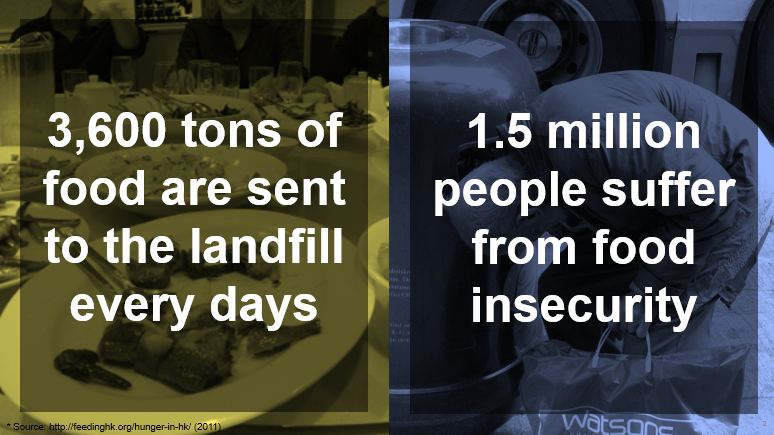 3,600 tons of
food are sent
to the landfill
every days
1.5 million
people suffer
from food
insecurity
watsons
* Source: http://feedinghk.org/hunger-in-hk/ (2011)
2